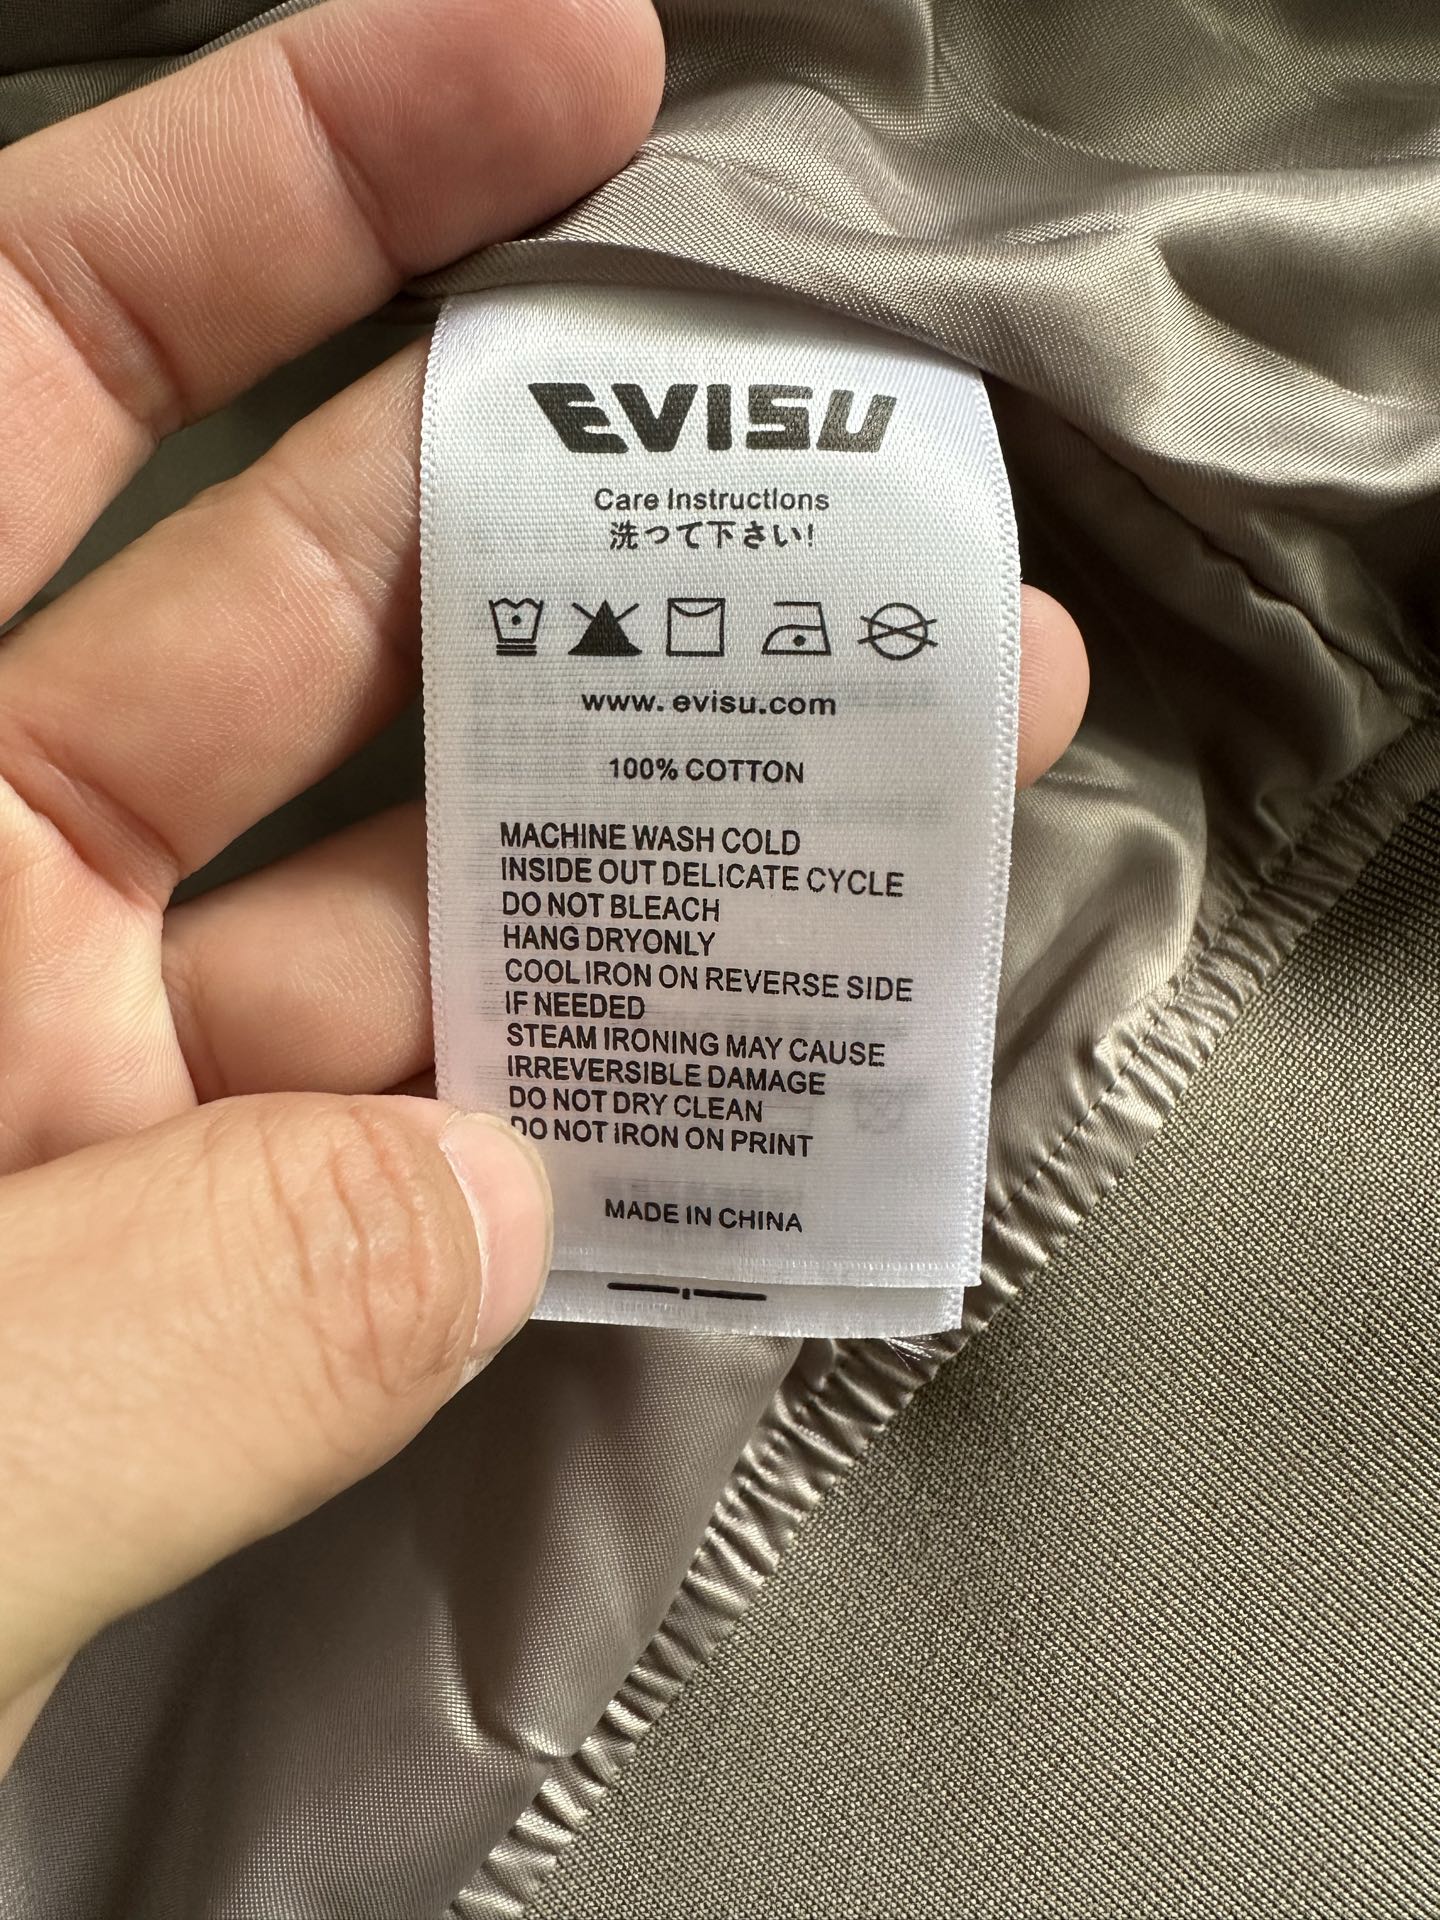 EVISU
Care Instructions
洗って下さい!
www. evisu.com
100% COTTON
MACHINE WASH COLD
INSIDE OUT DELICATE CYCLE
DO NOT BLEACH
HANG DRYONLY
COOL IRON ON REVERSE SIDE
IF NEEDED
STEAM IRONING MAY CAUSE
IRREVERSIBLE DAMAGE
DO NOT DRY CLEAN
DO NOT IRON ON PRINT
MADE IN CHINA